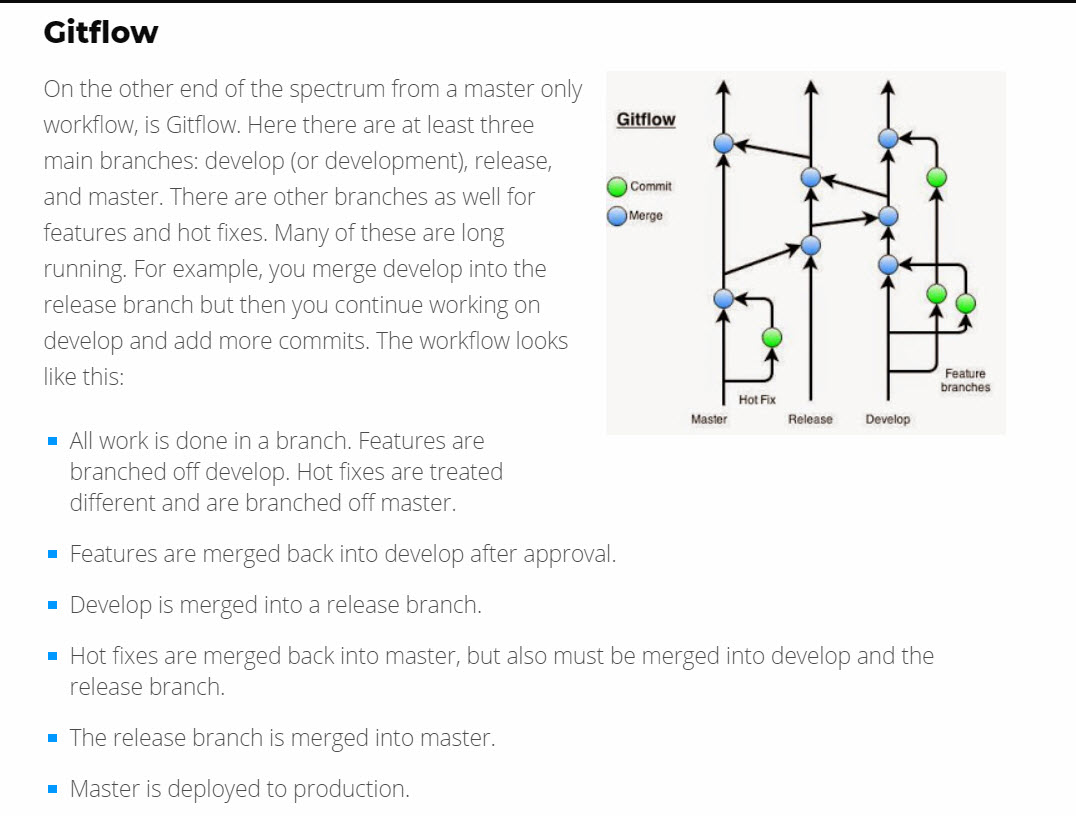 Gitflow
On the other end of the spectrum from a master only
workflow, is Gitflow. Here there are at least three
main branches: develop (or development), release,
and master. There are other branches as well for
features and hot fixes. Many of these are long
running. For example, you merge develop into the
release branch but then you continue working on
develop and add more commits. The workflow looks
like this:
All work is done in a branch. Features are
branched off develop. Hot fixes are treated
different and are branched off master.
Features are merged back into develop after approval.
Develop is merged into a release branch.
Hot fixes are merged back into master, but also must be merged into develop and the
release branch.
The release branch is merged into master.
Master is deployed to production.
Gitflow
Commit
Merge
Feature
branches
Hot Fix
Master
Release
Develop